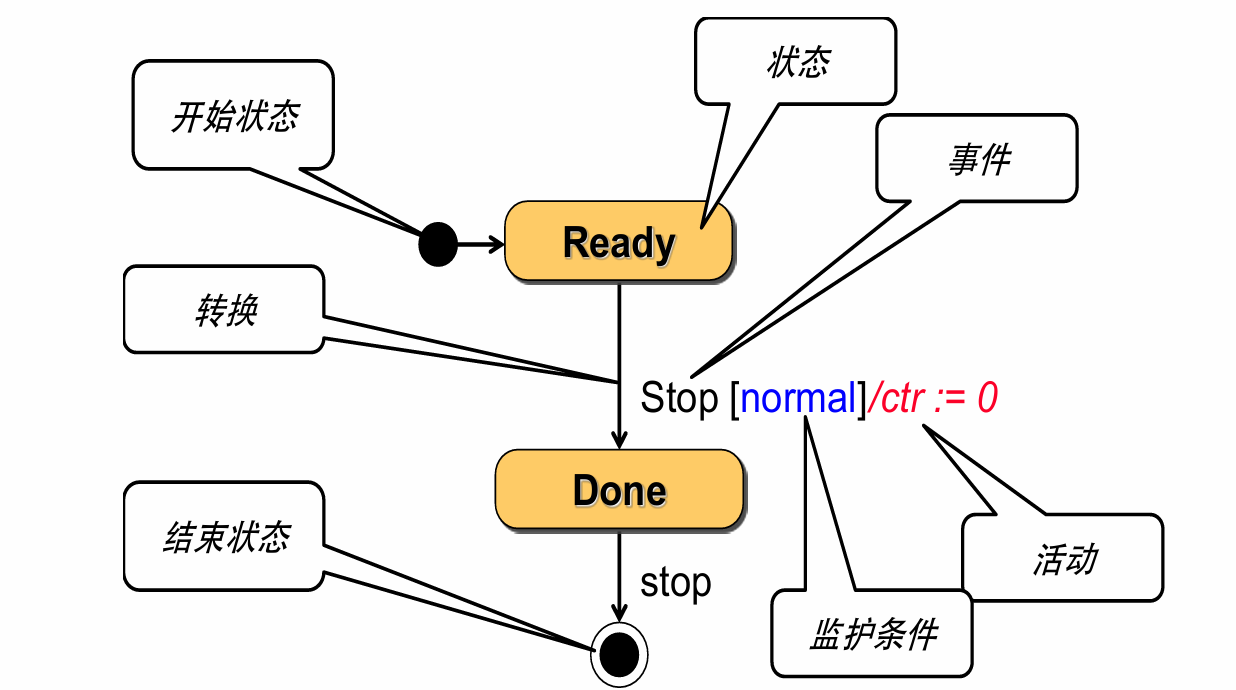 状态
开始状态
事件
Ready
转换
Stop [normal]/ctr := 0
Done
结束状态
stop
活动
监护条件